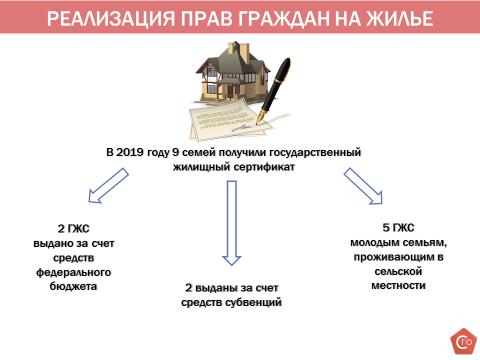 РЕАЛИЗАЦИЯ ПРАВ ГРАЖДАН НА ЖИЛЬЕ
В 2019 году 9 семей получили государственный
жилищный сертификат
2 ГЖС
выдано за счет
средств
федерального
бюджета
2 выданы за счет
средств субвенций
5 ГЖС
молодым семьям,
проживающим в
сельской
местности
СГО